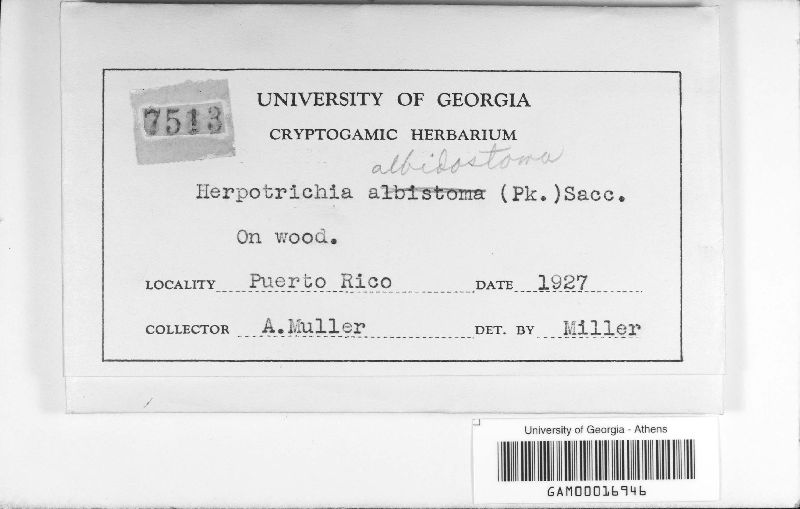 7513
UNIVERSITY OF GEORGIA
CRYPTOGAMIC HERBARIUM
albidostoma
Herpotrichia albistoma (Pk.)Sacc.
On wood.
LOCALITY Puerto Rico DATE 1927
COLLECTOR A.Muller DET. BY Miller
University of Georgia - Athens
GAM00016946